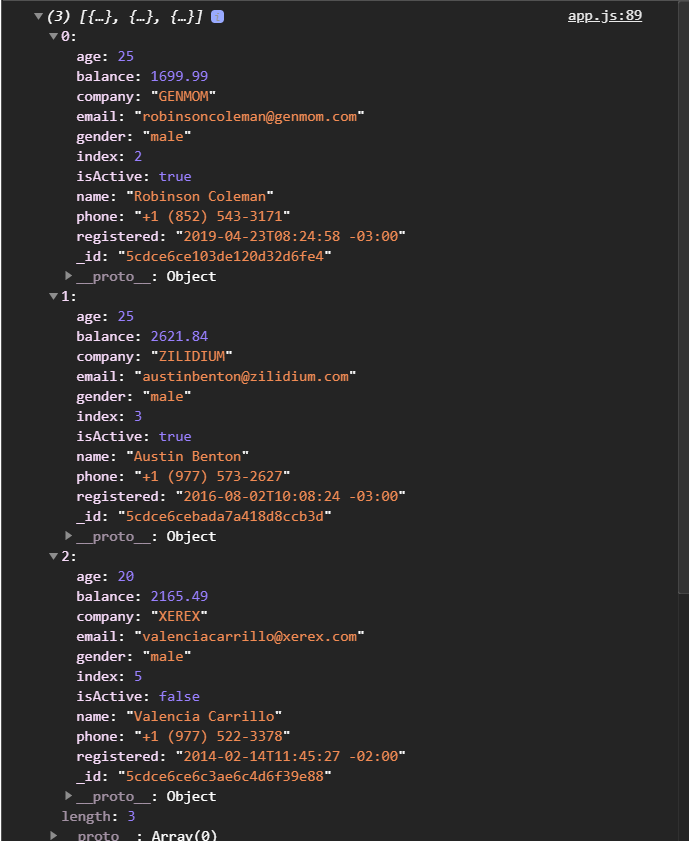 (3) [{…}, {…}, {…}] i app.js:89
0:
age: 25
balance: 1699.99
company: "GENMOM"
email: "robinsoncoleman@genmom.com"
gender: "male"
index: 2
isActive: true
name: "Robinson Coleman"
phone: "+1 (852) 543-3171"
registered: "2019-04-23T08:24:58 -03:00"
_id: "5cdce6ce103de120d32d6fe4"
__proto__: Object
1:
age: 25
balance: 2621.84
company: "ZILIDIUM"
email: "austinbenton@zilidium.com"
gender: "male"
index: 3
isActive: true
name: "Austin Benton"
phone: "+1 (977) 573-2627"
registered: "2016-08-02T10:08:24 -03:00"
_id: "5cdce6cebada7a418d8ccb3d"
__proto__: Object
2:
age: 20
balance: 2165.49
company: "XEREX"
email: "valenciacarrillo@xerex.com"
gender: "male"
index: 5
isActive: false
name: "Valencia Carrillo"
phone: "+1 (977) 522-3378"
registered: "2014-02-14T11:45:27 -02:00"
_id: "5cdce6ce6c3ae6c4d6f39e88"
__proto__: Object
length: 3
__proto__: Array(0)